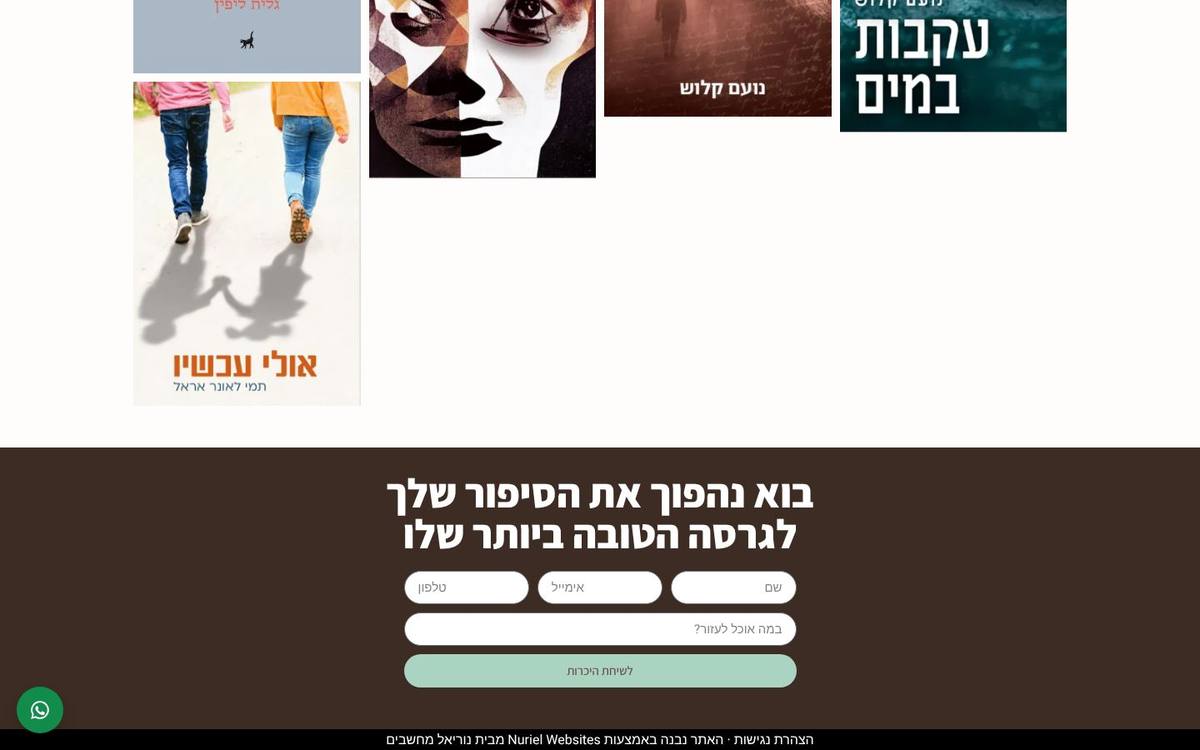 גלית ליפין
נועם קלוש
נועם קלוש
עקבות
במים
אולי עכשיו
תמי לאונר אראל
בוא נהפוך את הסיפור שלך
לגרסה הטובה ביותר שלו
שם
אימייל
טלפון
במה אוכל לעזור?
לשיחת היכרות
הצהרת נגישות · האתר נבנה באמצעות Nuriel Websites מבית נוריאל מחשבים